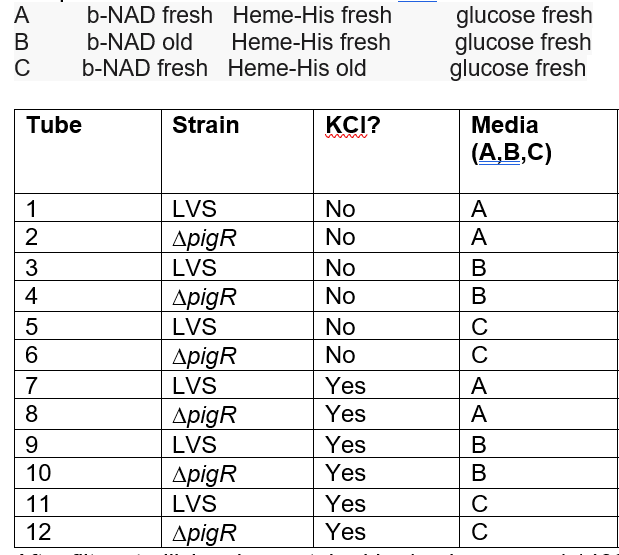 A b-NAD fresh Heme-His fresh glucose fresh
B b-NAD old Heme-His fresh glucose fresh
C b-NAD fresh Heme-His old glucose fresh
Tube Strain KCl? Media
(A,B,C)
1 LVS No A
2 ΔpigR No A
3 LVS No B
4 ΔpigR No B
5 LVS No C
6 ΔpigR No C
7 LVS Yes A
8 ΔpigR Yes A
9 LVS Yes B
10 ΔpigR Yes B
11 LVS Yes C
12 ΔpigR Yes C